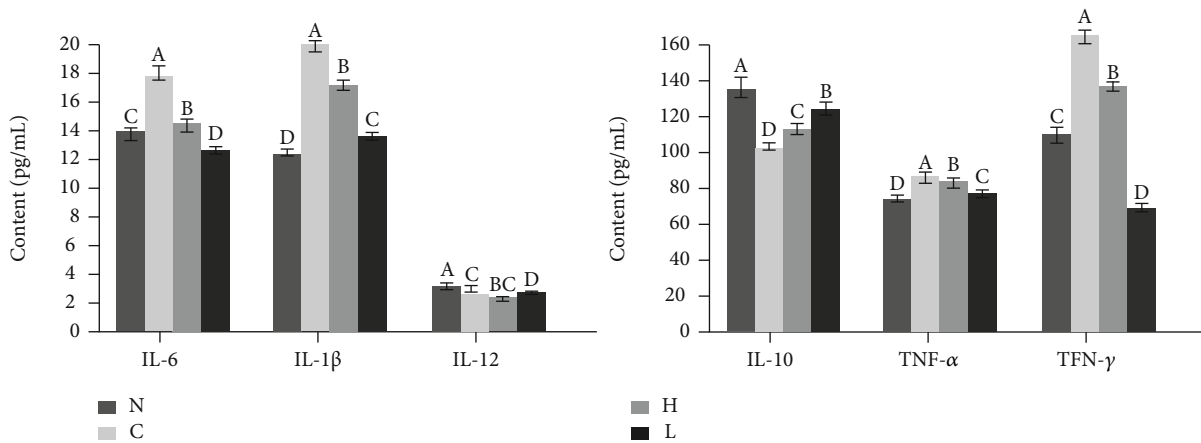 Content (pg/mL)
20
18
16
14
12
10
8
6
4
2
0
C A B D
D A B C
A C BC D
IL-6 IL-1β IL-12
N
C
Content (pg/mL)
160
140
120
100
80
60
40
20
0
A D C B
D A B C
C A B D
IL-10 TNF-α TFN-γ
H
L